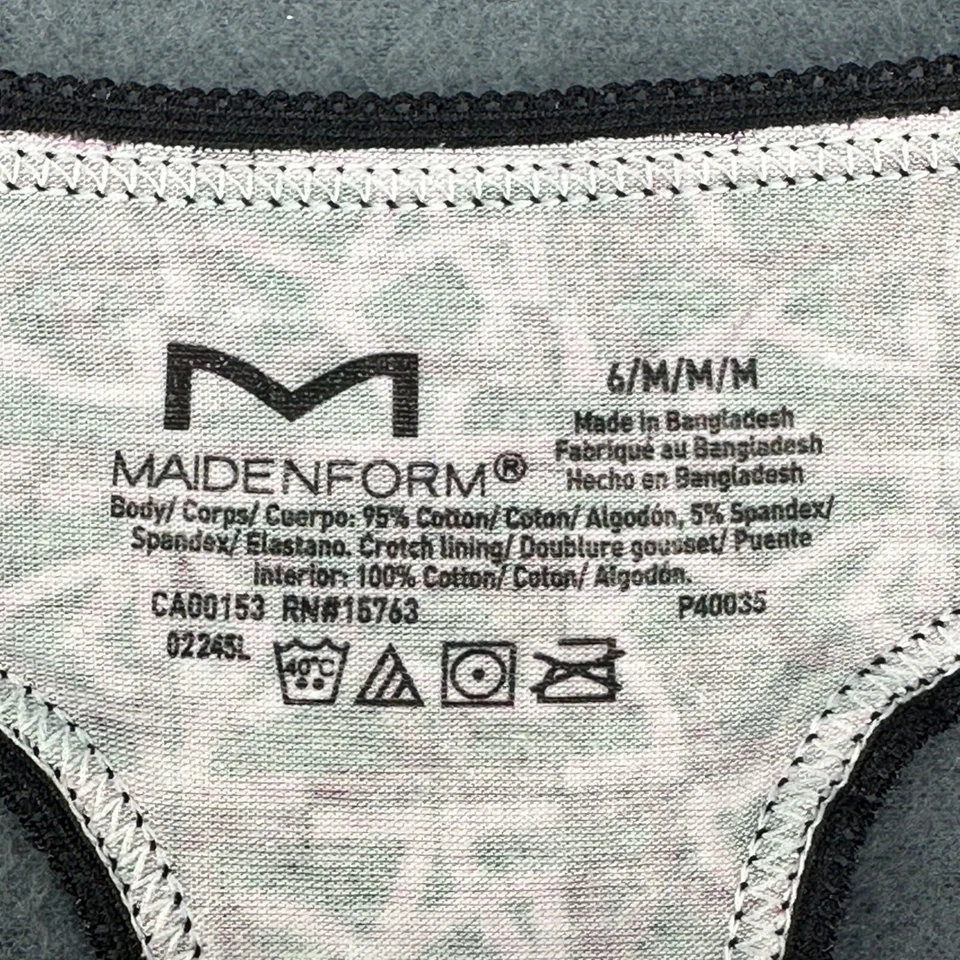 MAIDENFORM®
6/M/M/M
Made in Bangladesh
Fabriqué au Bangladesh
Hecho en Bangladesh
Body/ Corps/ Cuerpo: 95% Cotton/ Coton/ Algodón, 5% Spandex/
Spandex/ Elastano. Crotch lining/ Doublure gousset/ Puente
Interior: 100% Cotton/ Coton/ Algodón.
CA00153 RN#15763 P40035
02245L
40°C